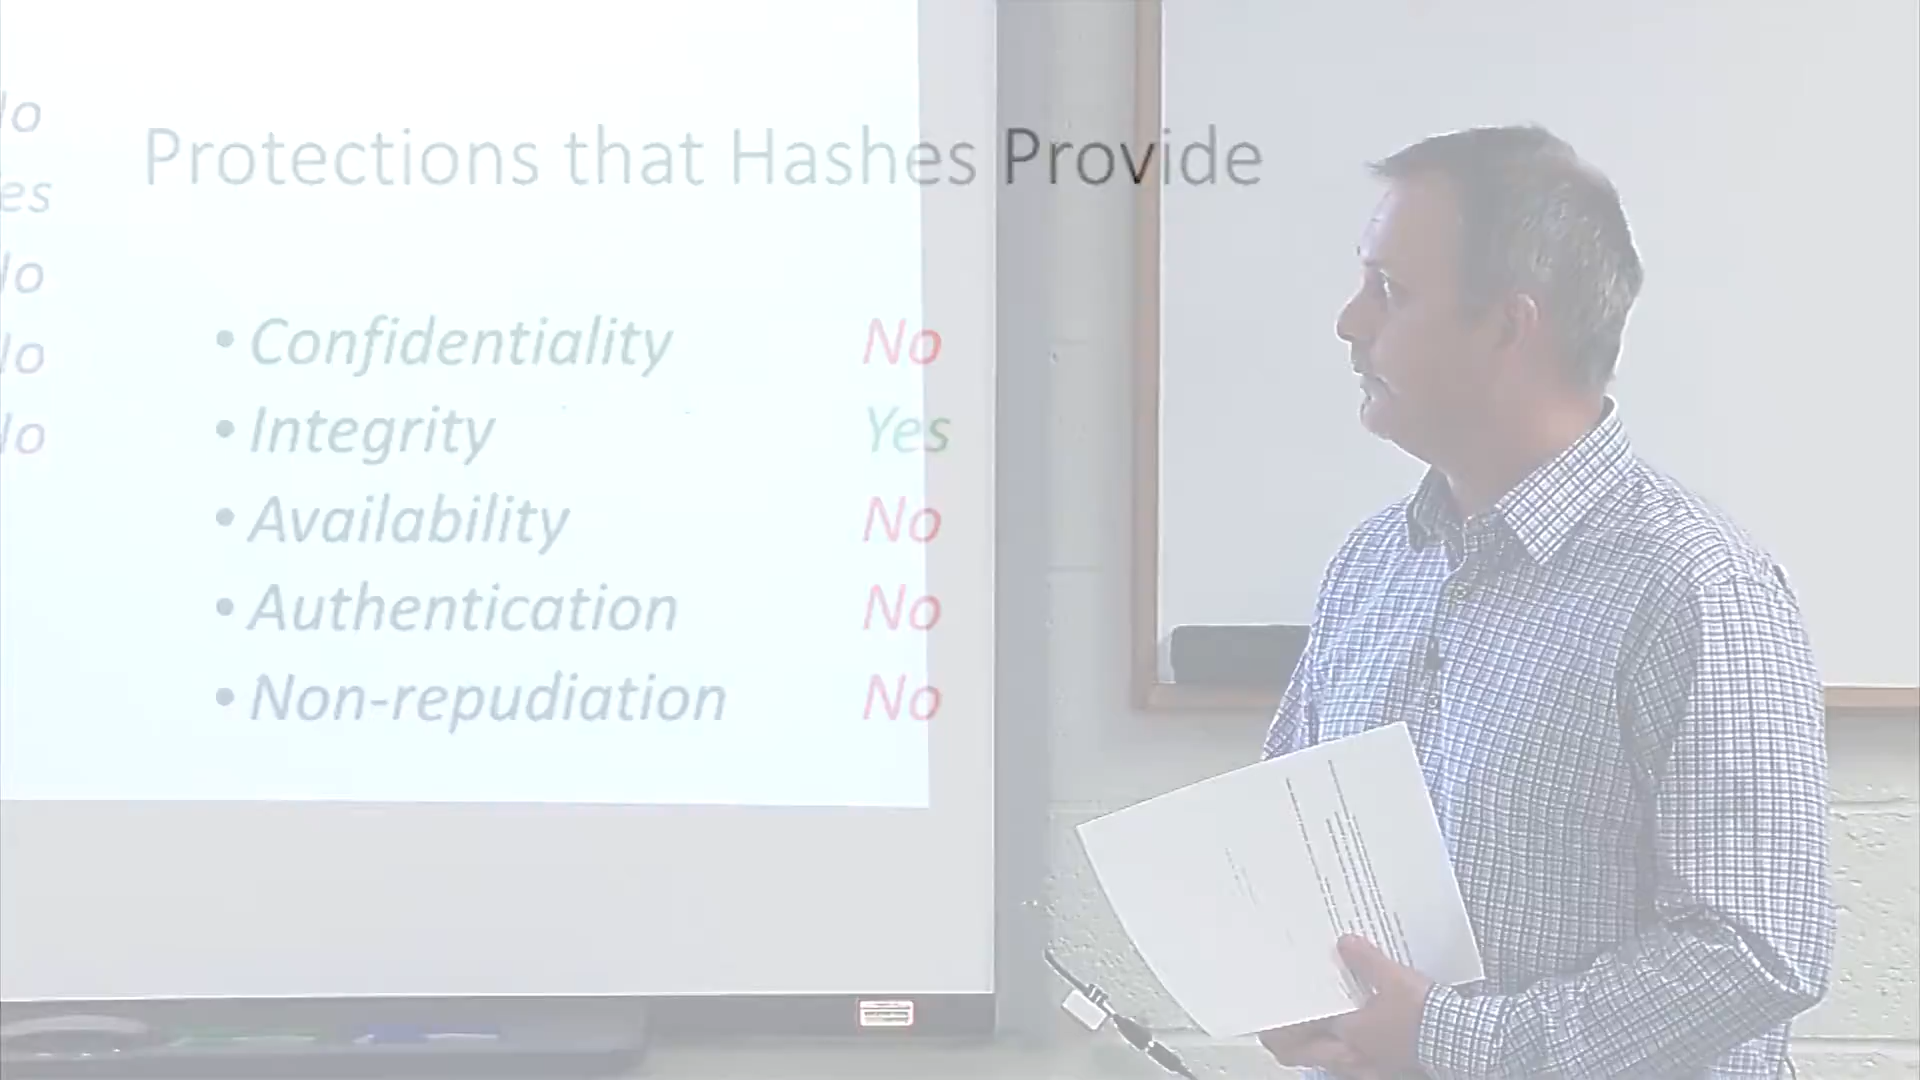 Protections that Hashes Provide
• Confidentiality No
• Integrity Yes
• Availability No
• Authentication No
• Non-repudiation No